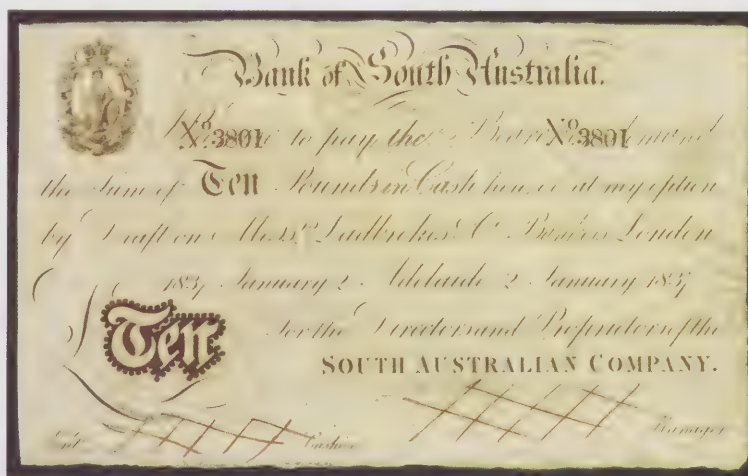 Bank of South Australia.
No. 3801 to pay the Bearer No. 3801 demand
the Sum of Ten Pounds in Cash here or at my option
by Draft on Messrs. Ladbrokes & Co. Bankers London
1837 January 2. Adelaide 2 January 1837
Ten For the Directors and Proprietors of the
SOUTH AUSTRALIAN COMPANY.
Ent. Cashier Manager